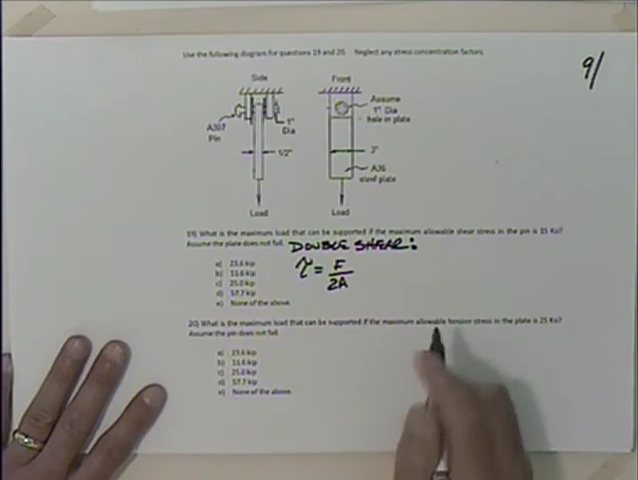 Use the following diagram for questions 19 and 20. Neglect any stress concentration factors.
9/
Side
Front
Assume
1" Dia
hole in plate
A307
Pin
1"
Dia
1/2"
3"
A36
steel plate
Load
Load
19) What is the maximum load that can be supported if the maximum allowable shear stress in the pin is 15 Ksi?
Assume the plate does not fail.
DOUBLE SHEAR:
τ = F
2A
a) 23.6 kip
b) 11.6 kip
c) 25.0 kip
d) 57.7 kip
e) None of the above.
20) What is the maximum load that can be supported if the maximum allowable tension stress in the plate is 25 Ksi?
Assume the pin does not fail.
a) 23.6 kip
b) 11.6 kip
c) 25.0 kip
d) 57.7 kip
e) None of the above.